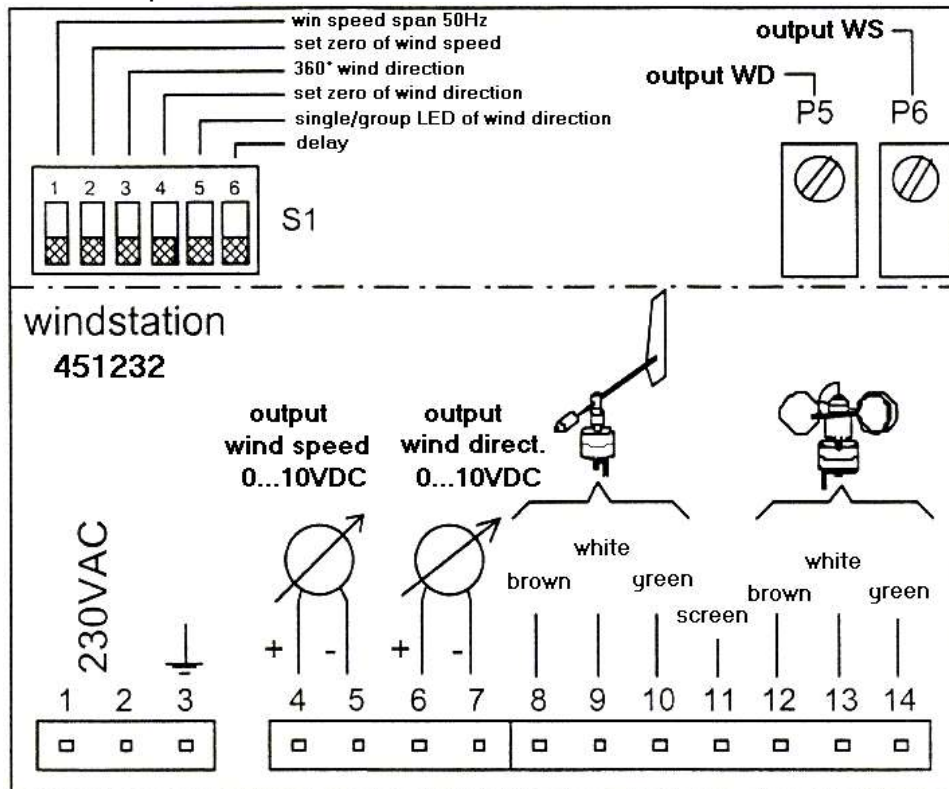 win speed span 50Hz
set zero of wind speed
360° wind direction
set zero of wind direction
single/group LED of wind direction
delay
output WS
output WD
P5 P6
1 2 3 4 5 6
S1
windstation
451232
output
wind speed
0...10VDC
output
wind direct.
0...10VDC
230VAC
brown
white
green
screen
brown
white
green
+ - + -
1 2 3 4 5 6 7 8 9 10 11 12 13 14